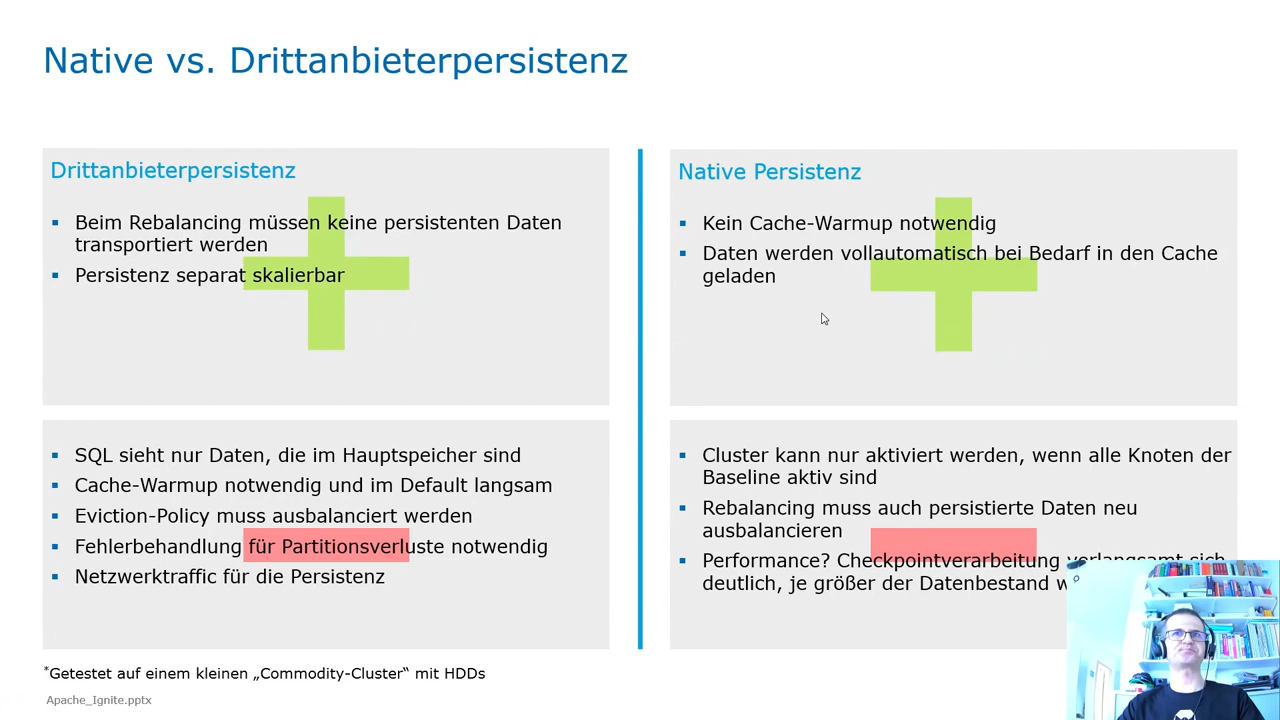 Native vs. Drittanbieterpersistenz
Drittanbieterpersistenz
Beim Rebalancing müssen keine persistenten Daten
transportiert werden
Persistenz separat skalierbar
Native Persistenz
Kein Cache-Warmup notwendig
Daten werden vollautomatisch bei Bedarf in den Cache
geladen
SQL sieht nur Daten, die im Hauptspeicher sind
Cache-Warmup notwendig und im Default langsam
Eviction-Policy muss ausbalanciert werden
Fehlerbehandlung für Partitionsverluste notwendig
Netzwerktraffic für die Persistenz
Cluster kann nur aktiviert werden, wenn alle Knoten der
Baseline aktiv sind
Rebalancing muss auch persistierte Daten neu
ausbalancieren
Performance? Checkpointverarbeitung verlangsamt sich
deutlich, je größer der Datenbestand
*Getestet auf einem kleinen „Commodity-Cluster“ mit HDDs
Apache_Ignite.pptx